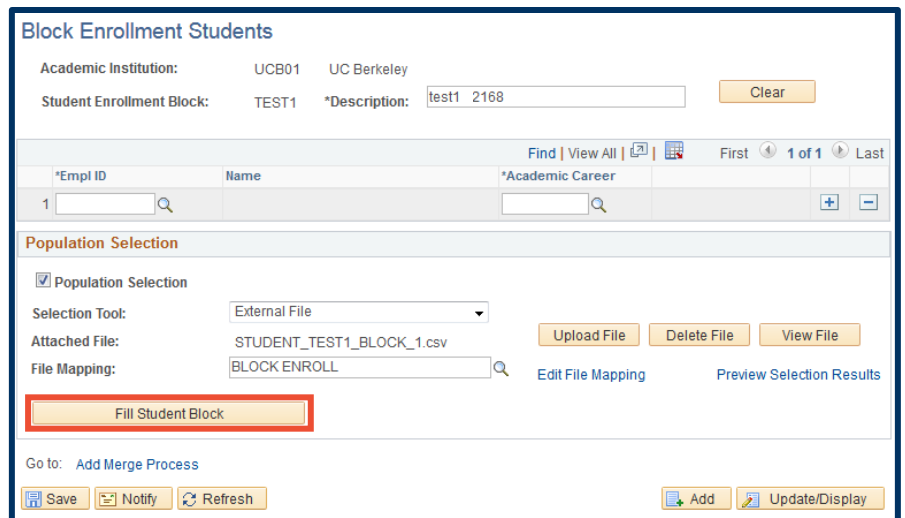 Block Enrollment Students
Academic Institution: UCB01 UC Berkeley
Student Enrollment Block: TEST1 *Description: test1 2168 Clear
Find | View All | | First 1 of 1 Last
*Empl ID Name *Academic Career
1
Population Selection
Population Selection
Selection Tool: External File
Attached File: STUDENT_TEST1_BLOCK_1.csv Upload File Delete File View File
File Mapping: BLOCK ENROLL Edit File Mapping Preview Selection Results
Fill Student Block
Go to: Add Merge Process
Save Notify Refresh Add Update/Display